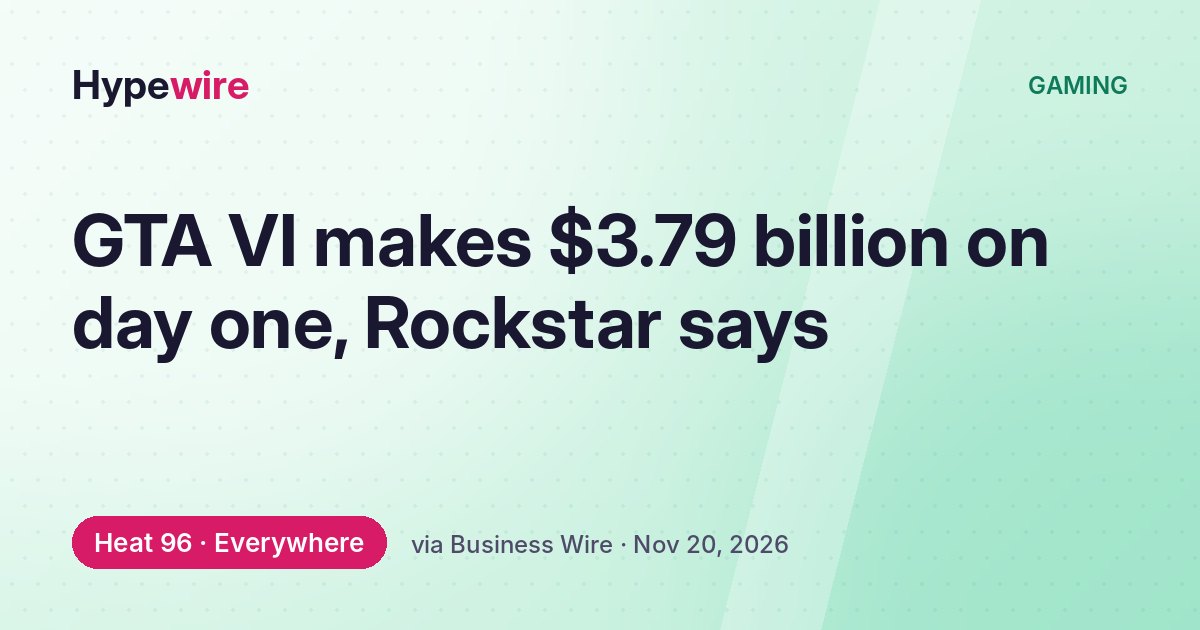 Hypewire
GAMING
GTA VI makes $3.79 billion on
day one, Rockstar says
Heat 96 · Everywhere
via Business Wire · Nov 20, 2026